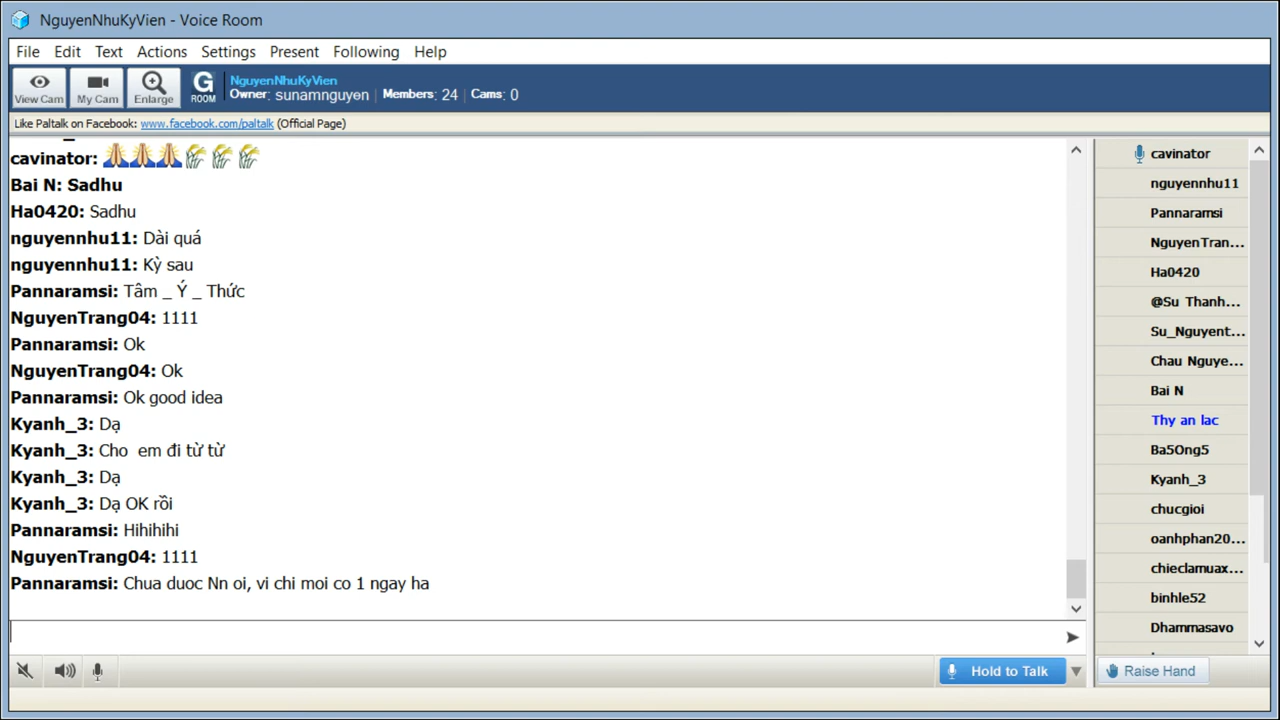 NguyenNhuKyVien - Voice Room
File Edit Text Actions Settings Present Following Help
View Cam My Cam Enlarge G ROOM
NguyenNhuKyVien
Owner: sunamnguyen Members: 24 Cams: 0
Like Paltalk on Facebook: www.facebook.com/paltalk (Official Page)
cavinator:
Bai N: Sadhu
Ha0420: Sadhu
nguyennhu11: Dài quá
nguyennhu11: Kỳ sau
Pannaramsi: Tâm _ Ý _ Thức
NguyenTrang04: 1111
Pannaramsi: Ok
NguyenTrang04: Ok
Pannaramsi: Ok good idea
Kyanh_3: Dạ
Kyanh_3: Cho em đi từ từ
Kyanh_3: Dạ
Kyanh_3: Dạ OK rồi
Pannaramsi: Hihihihi
NguyenTrang04: 1111
Pannaramsi: Chua duoc Nn oi, vi chi moi co 1 ngay ha
cavinator
nguyennhu11
Pannaramsi
NguyenTran...
Ha0420
@Su Thanh...
Su_Nguyent...
Chau Nguye...
Bai N
Thy an lac
Ba5Ong5
Kyanh_3
chucgioi
oanhphan20...
chieclamuax...
binhle52
Dhammasavo
Hold to Talk
Raise Hand